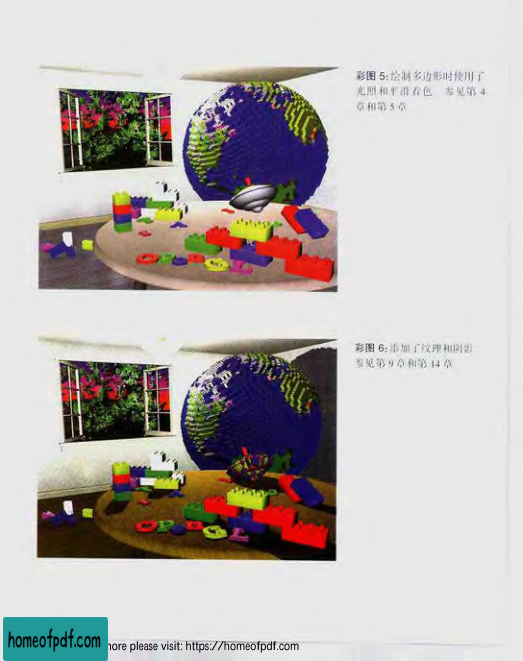 彩图 5:绘制多边形时使用了
光照和平滑着色 参见第 4
章和第 5 章
彩图 6:添加了纹理和阴影
参见第 9 章和第 14 章
homeofpdf.com
more please visit: https://homeofpdf.com